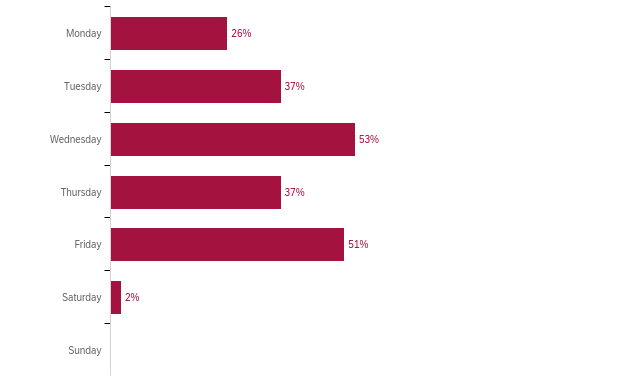 Monday 26%
Tuesday 37%
Wednesday 53%
Thursday 37%
Friday 51%
Saturday 2%
Sunday